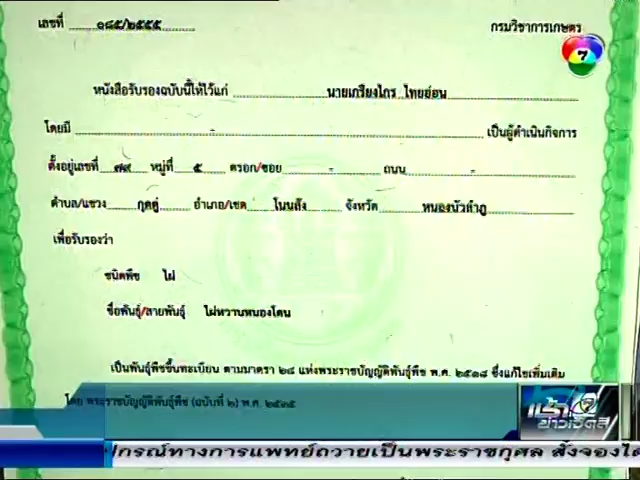 เลขที่ ๑๘๕/๒๕๕๕ กรมวิชาการเกษตร
7
หนังสือรับรองฉบับนี้ให้ไว้แก่ นายเกรียงไกร ไทยอ่อน
โดยมี - เป็นผู้ดำเนินกิจการ
ตั้งอยู่เลขที่ ๗๙ หมู่ที่ ๕ ตรอก/ซอย - ถนน -
ตำบล/แขวง กุดดู่ อำเภอ/เขต โนนสัง จังหวัด หนองบัวลำภู
เพื่อรับรองว่า
ชนิดพืช ไผ่
ชื่อพันธุ์/สายพันธุ์ ไผ่หวานหนองโดน
เป็นพันธุ์พืชขึ้นทะเบียน ตามมาตรา ๒๘ แห่งพระราชบัญญัติพันธุ์พืช พ.ศ. ๒๕๑๘ ซึ่งแก้ไขเพิ่มเติม
โดย พระราชบัญญัติพันธุ์พืช (ฉบับที่ ๒) พ.ศ. ๒๕๓๕
ข่าวเจ็ดสี
ปกรณ์ทางการแพทย์ถวายเป็นพระราชกุศล สั่งจองได้